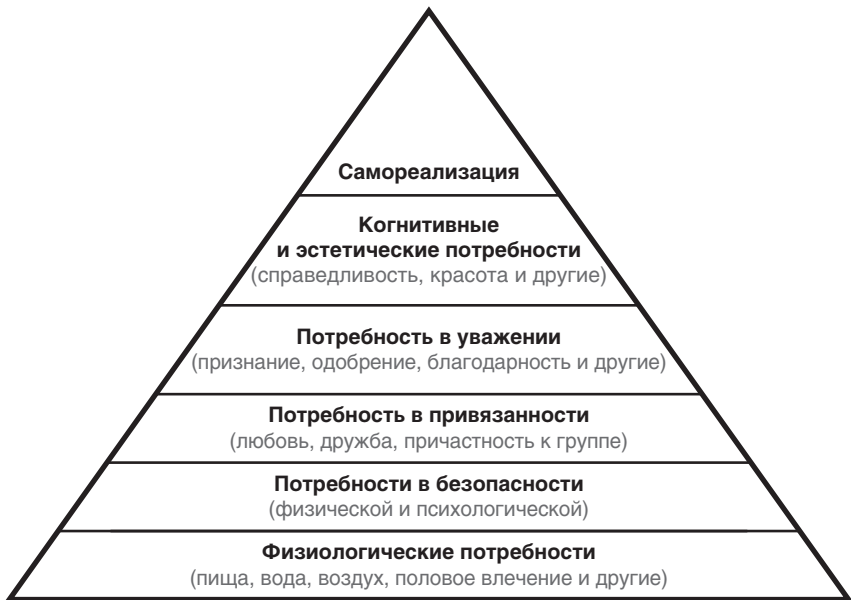 Самореализация
Когнитивные
и эстетические потребности
(справедливость, красота и другие)
Потребность в уважении
(признание, одобрение, благодарность и другие)
Потребность в привязанности
(любовь, дружба, причастность к группе)
Потребности в безопасности
(физической и психологической)
Физиологические потребности
(пища, вода, воздух, половое влечение и другие)